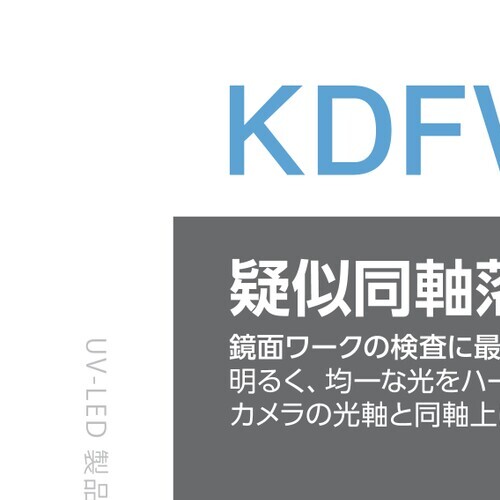 KDFV
疑似同軸落
鏡面ワークの検査に最
明るく、均一な光をハー
カメラの光軸と同軸上
UV-LED 製品